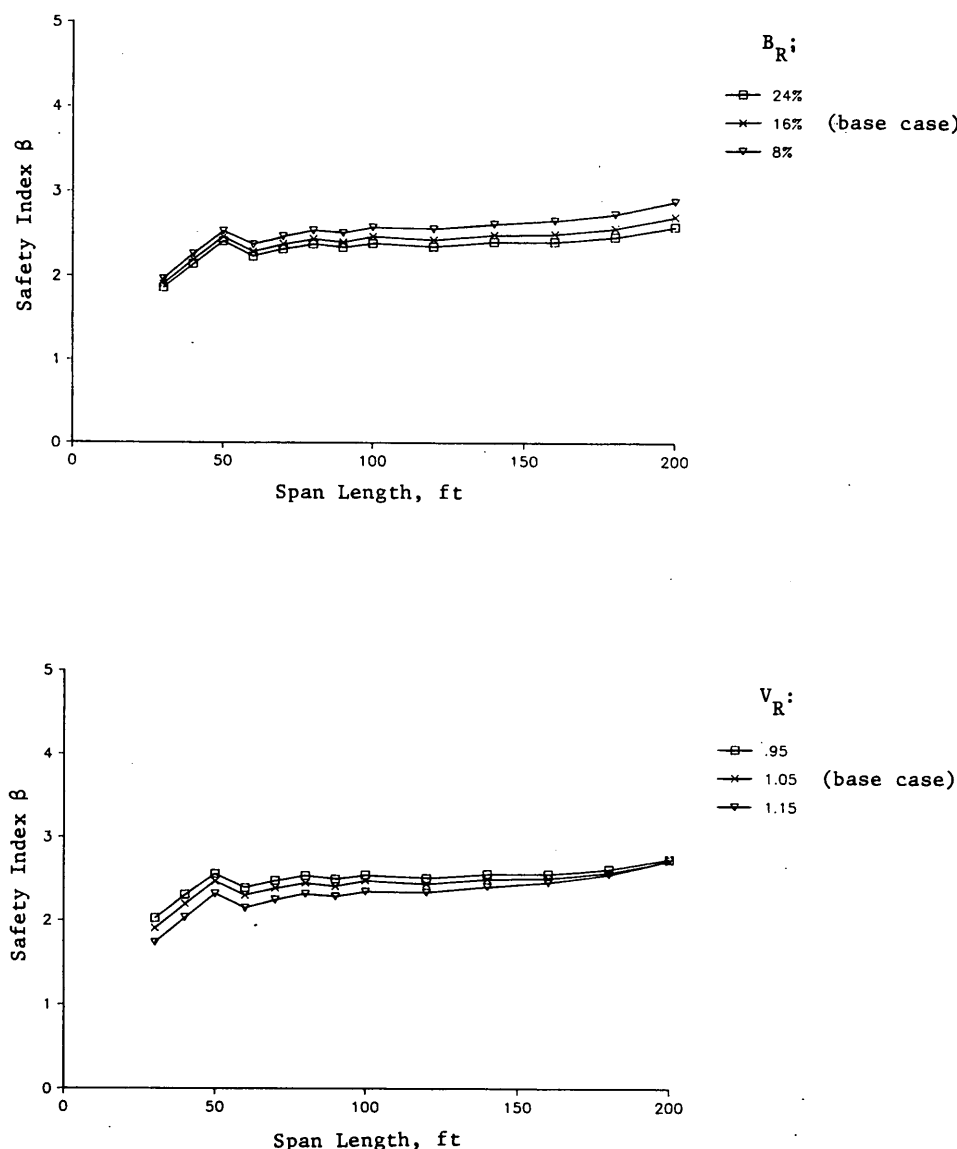 5
4
3
2
1
0
Safety Index β
0 50 100 150 200
Span Length, ft
B_R;
24%
16% (base case)
8%
5
4
3
2
1
0
Safety Index β
0 50 100 150 200
Span Length, ft
V_R:
.95
1.05 (base case)
1.15